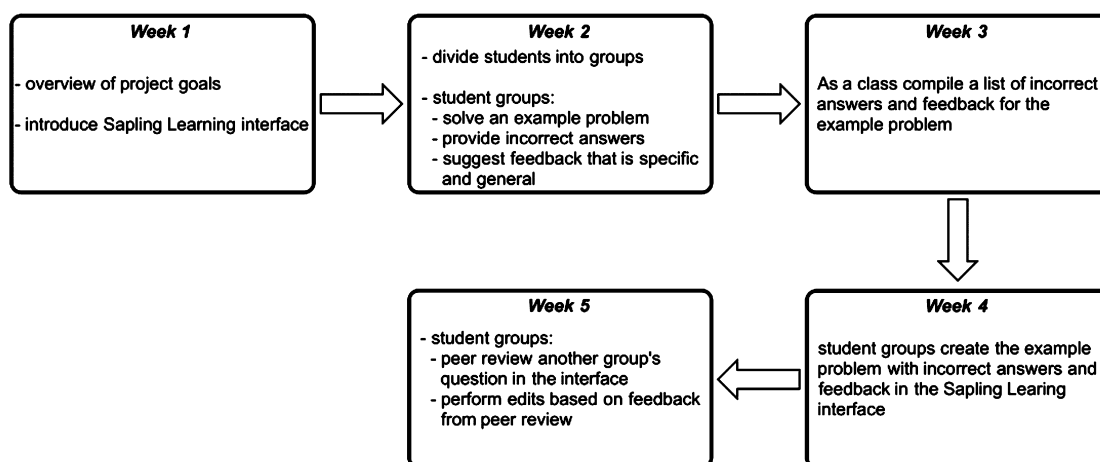 Week 1
- overview of project goals
- introduce Sapling Learning interface
Week 2
- divide students into groups
- student groups:
- solve an example problem
- provide incorrect answers
- suggest feedback that is specific
and general
Week 3
As a class compile a list of incorrect
answers and feedback for the
example problem
Week 4
student groups create the example
problem with incorrect answers and
feedback in the Sapling Learing
interface
Week 5
- student groups:
- peer review another group's
question in the interface
- perform edits based on feedback
from peer review